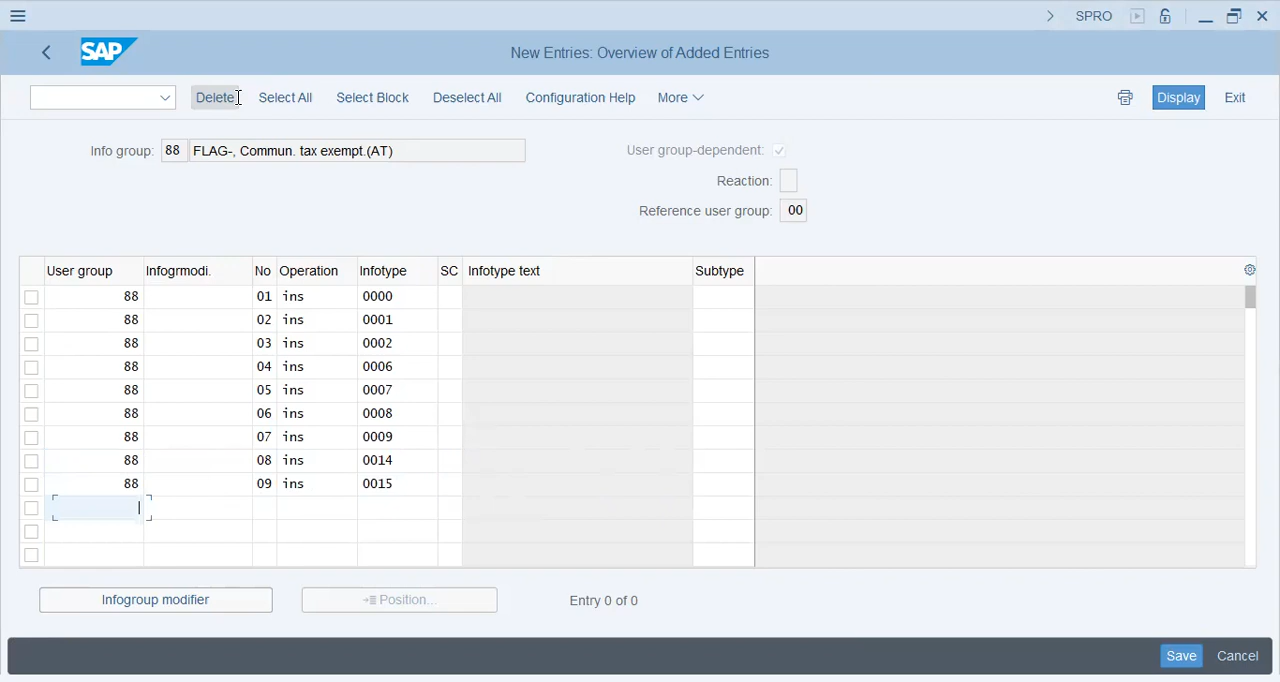 SPRO
SAP
New Entries: Overview of Added Entries
Delete Select All Select Block Deselect All Configuration Help More Display Exit
Info group: 88 FLAG-, Commun. tax exempt.(AT) User group-dependent:
Reaction:
Reference user group: 00
User group Infogrmodi. No Operation Infotype SC Infotype text Subtype
88 01 ins 0000
88 02 ins 0001
88 03 ins 0002
88 04 ins 0006
88 05 ins 0007
88 06 ins 0008
88 07 ins 0009
88 08 ins 0014
88 09 ins 0015
Infogroup modifier Position... Entry 0 of 0
Save Cancel